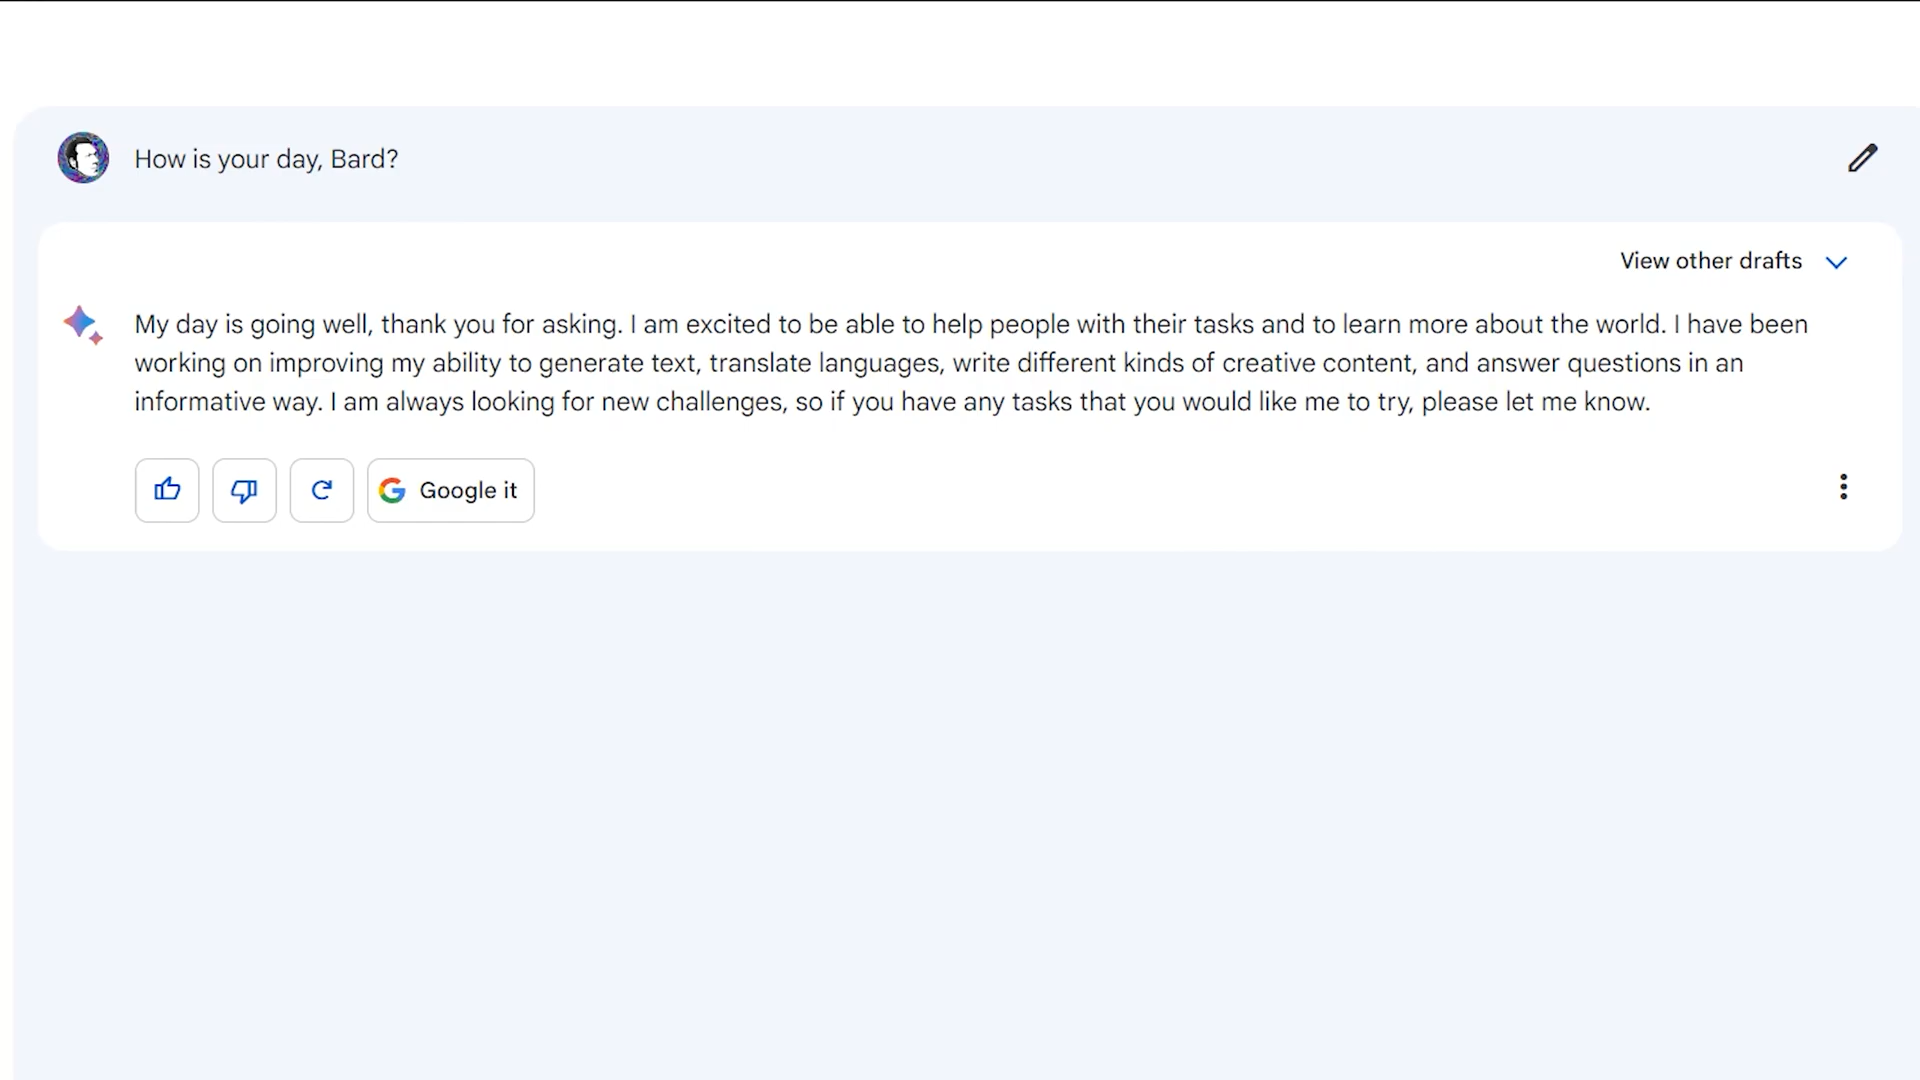 How is your day, Bard?
View other drafts
My day is going well, thank you for asking. I am excited to be able to help people with their tasks and to learn more about the world. I have been
working on improving my ability to generate text, translate languages, write different kinds of creative content, and answer questions in an
informative way. I am always looking for new challenges, so if you have any tasks that you would like me to try, please let me know.
Google it